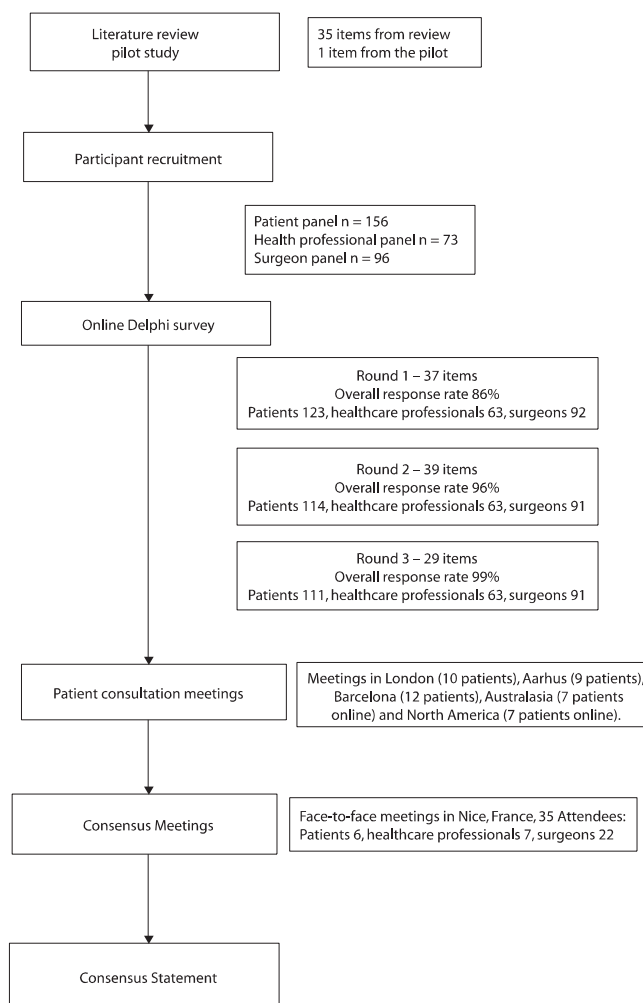 Literature review
pilot study
35 items from review
1 item from the pilot
Participant recruitment
Patient panel n = 156
Health professional panel n = 73
Surgeon panel n = 96
Online Delphi survey
Round 1 – 37 items
Overall response rate 86%
Patients 123, healthcare professionals 63, surgeons 92
Round 2 – 39 items
Overall response rate 96%
Patients 114, healthcare professionals 63, surgeons 91
Round 3 – 29 items
Overall response rate 99%
Patients 111, healthcare professionals 63, surgeons 91
Patient consultation meetings
Meetings in London (10 patients), Aarhus (9 patients),
Barcelona (12 patients), Australasia (7 patients
online) and North America (7 patients online).
Consensus Meetings
Face-to-face meetings in Nice, France, 35 Attendees:
Patients 6, healthcare professionals 7, surgeons 22
Consensus Statement